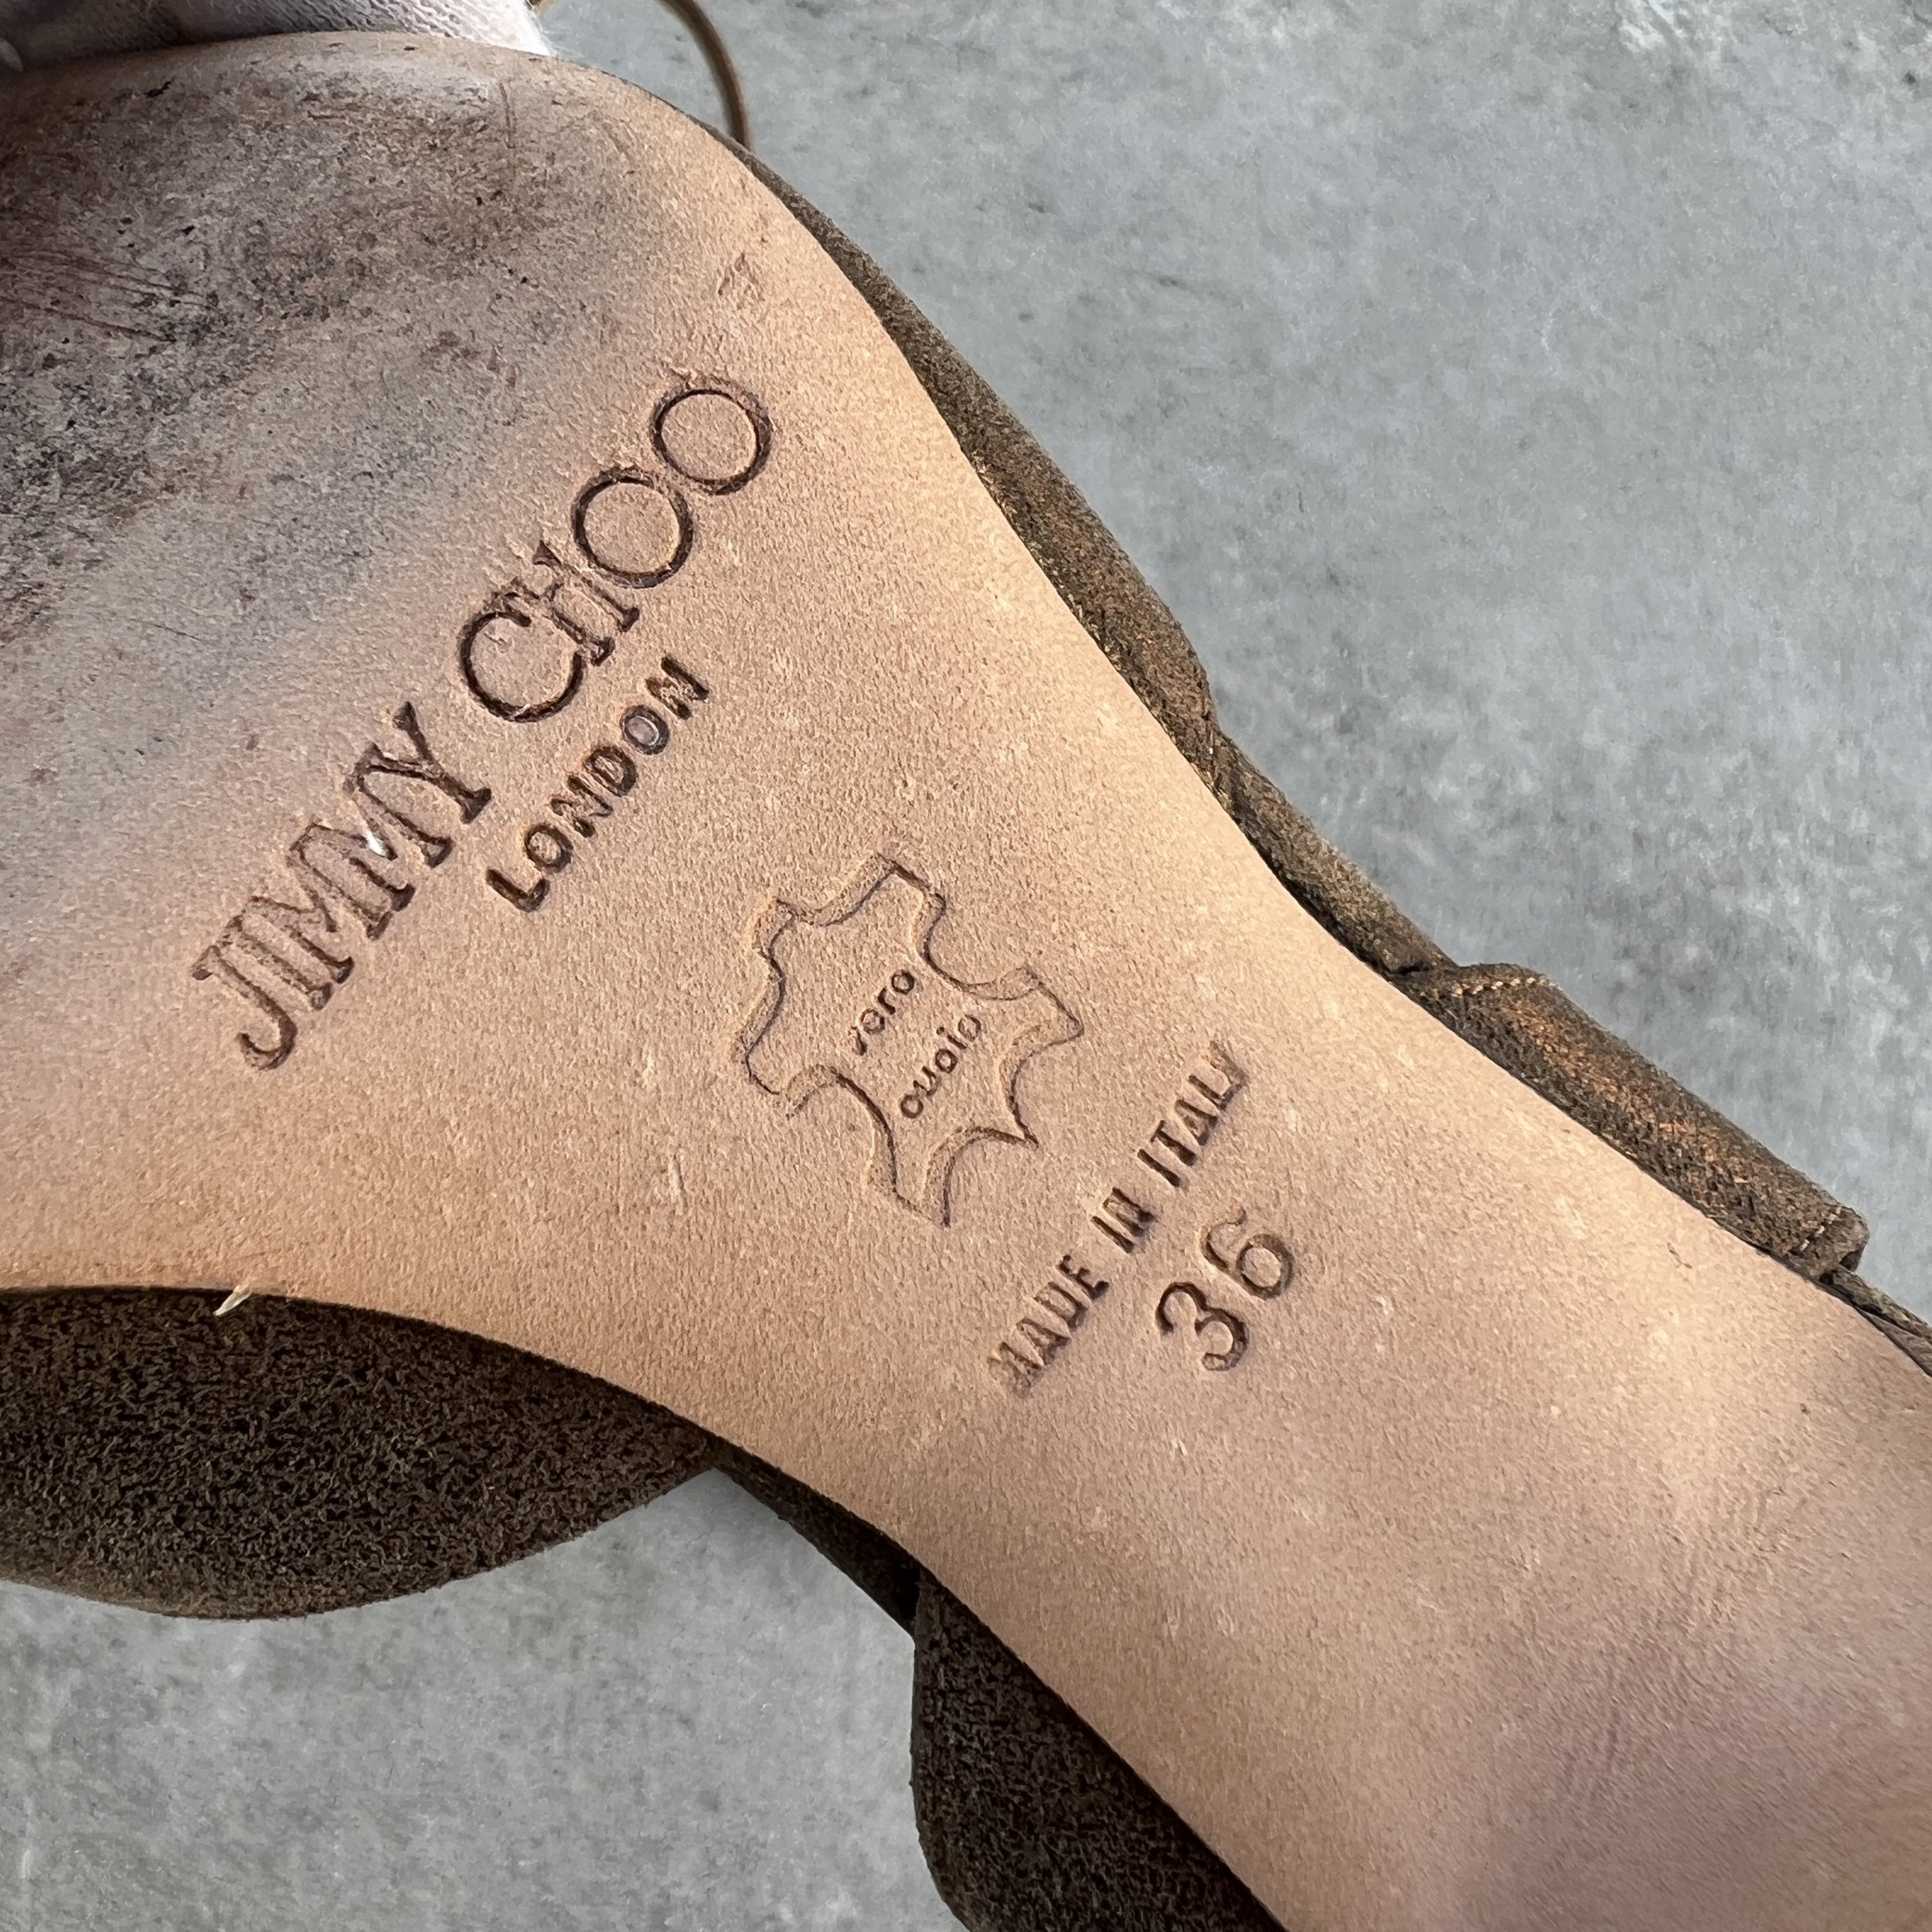 JIMMY CHOO
LONDON
vero
cuoio
MADE IN ITALY
36